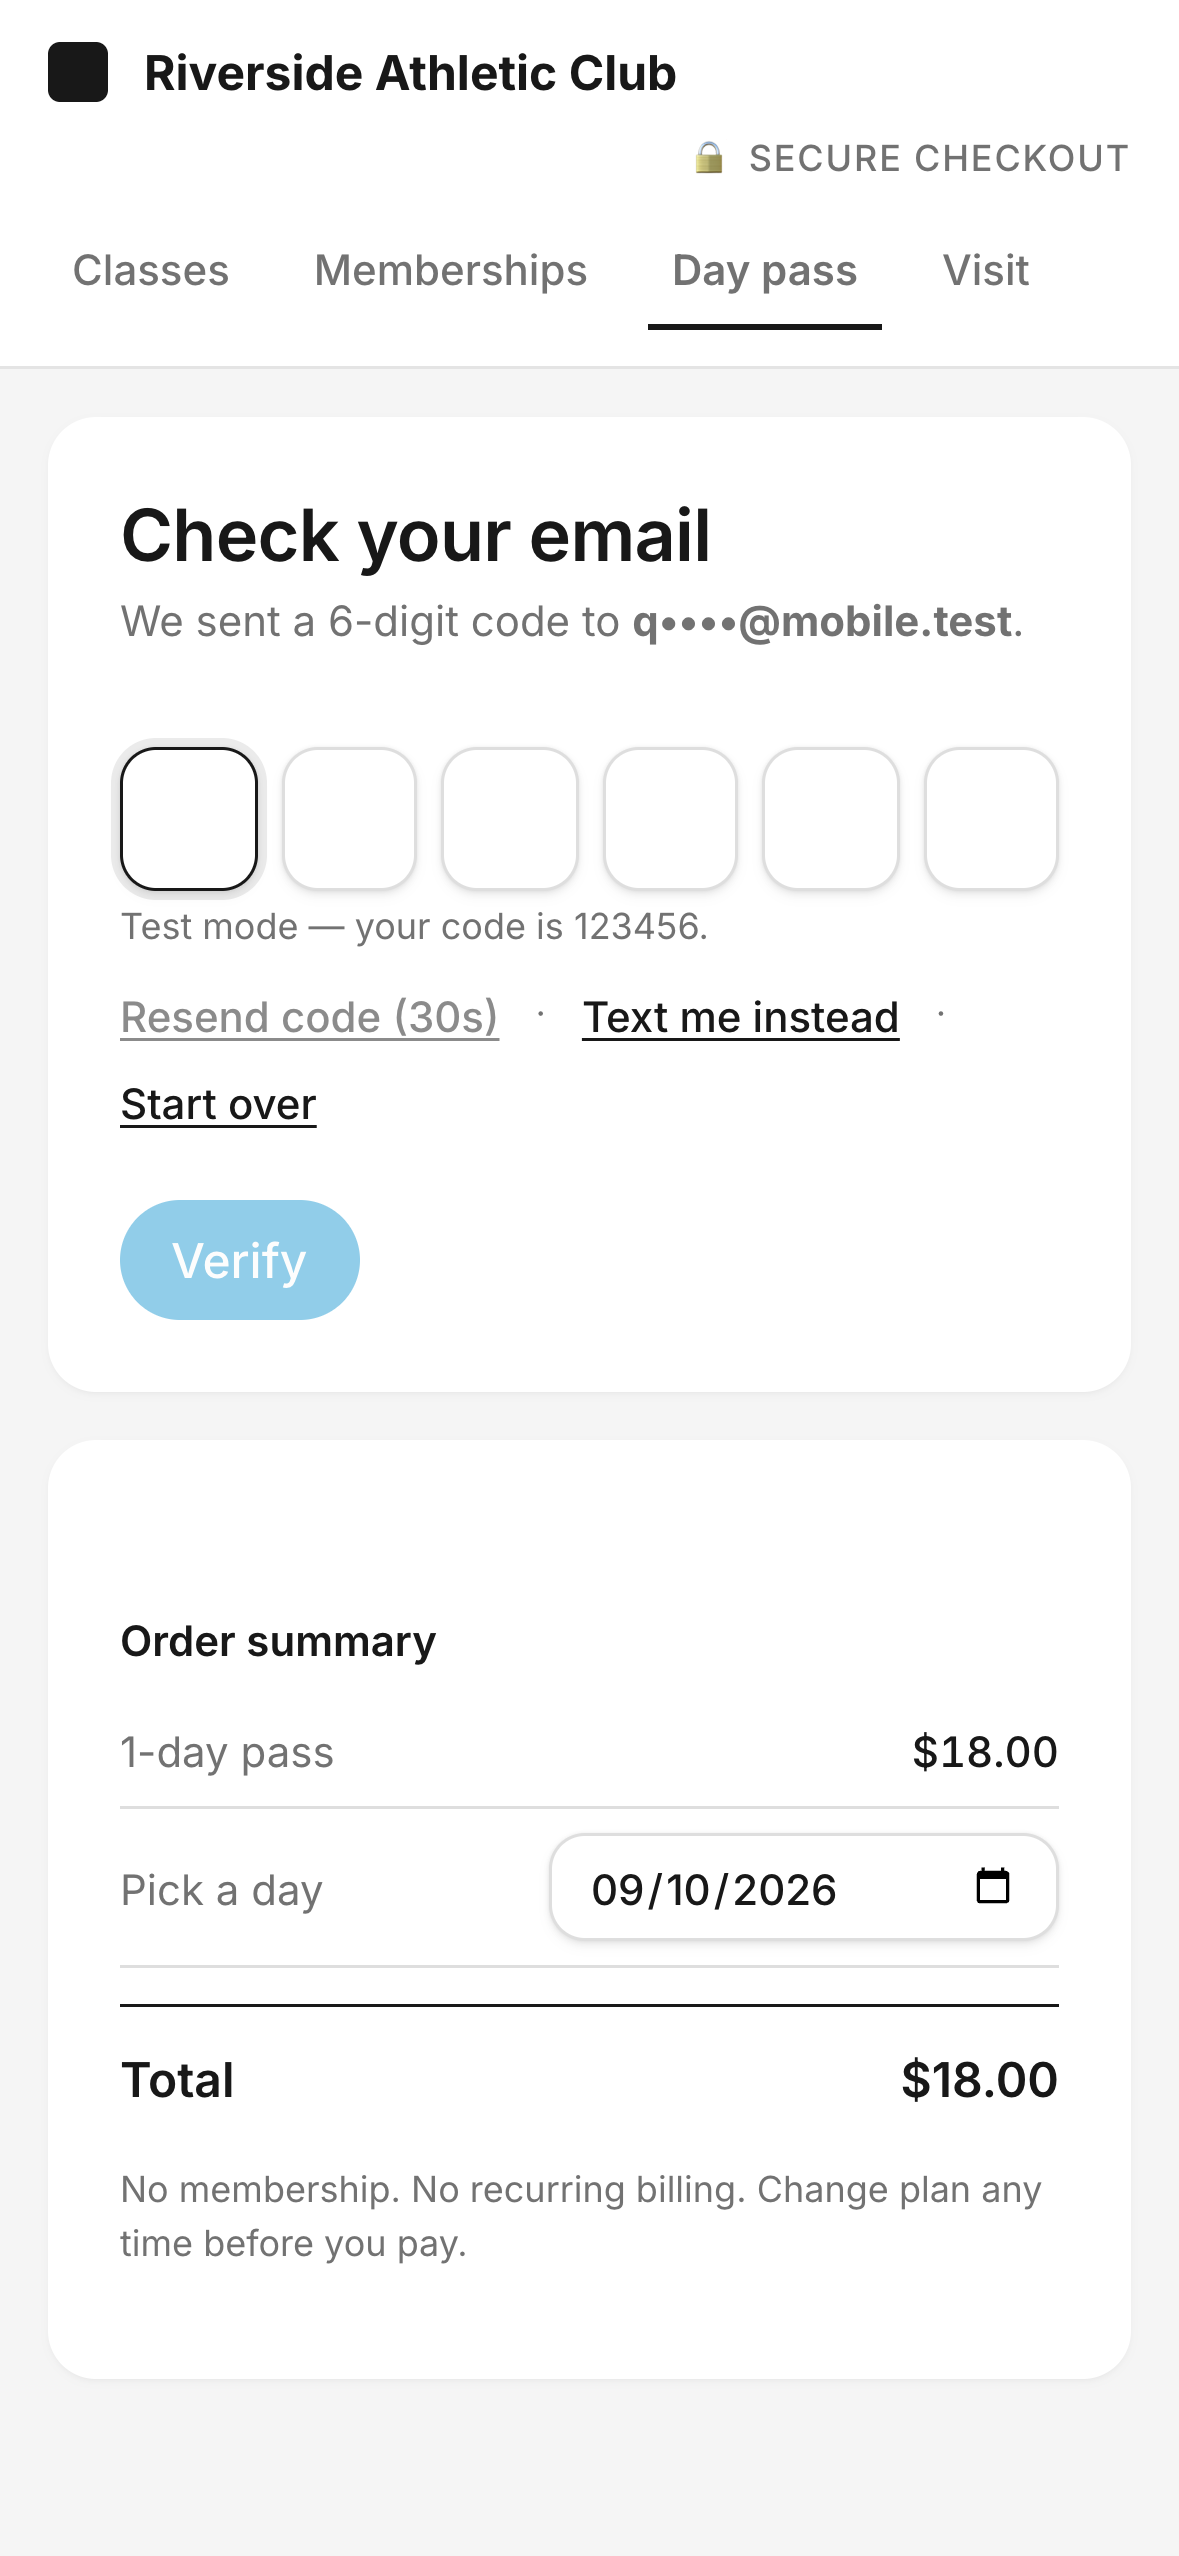 Riverside Athletic Club
🔒 SECURE CHECKOUT
Classes Memberships Day pass Visit
Check your email
We sent a 6-digit code to q••••@mobile.test.
Test mode — your code is 123456.
Resend code (30s) · Text me instead ·
Start over
Verify
Order summary
1-day pass $18.00
Pick a day 09/10/2026
Total $18.00
No membership. No recurring billing. Change plan any
time before you pay.